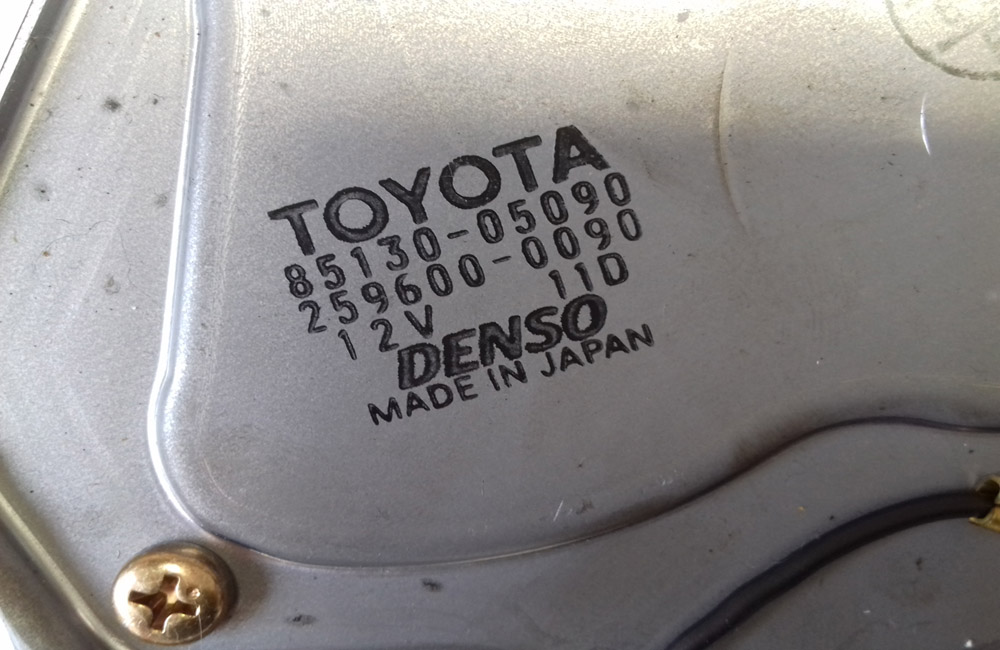 TOYOTA
85130-05090
259600-0090
12V 11D
DENSO
MADE IN JAPAN